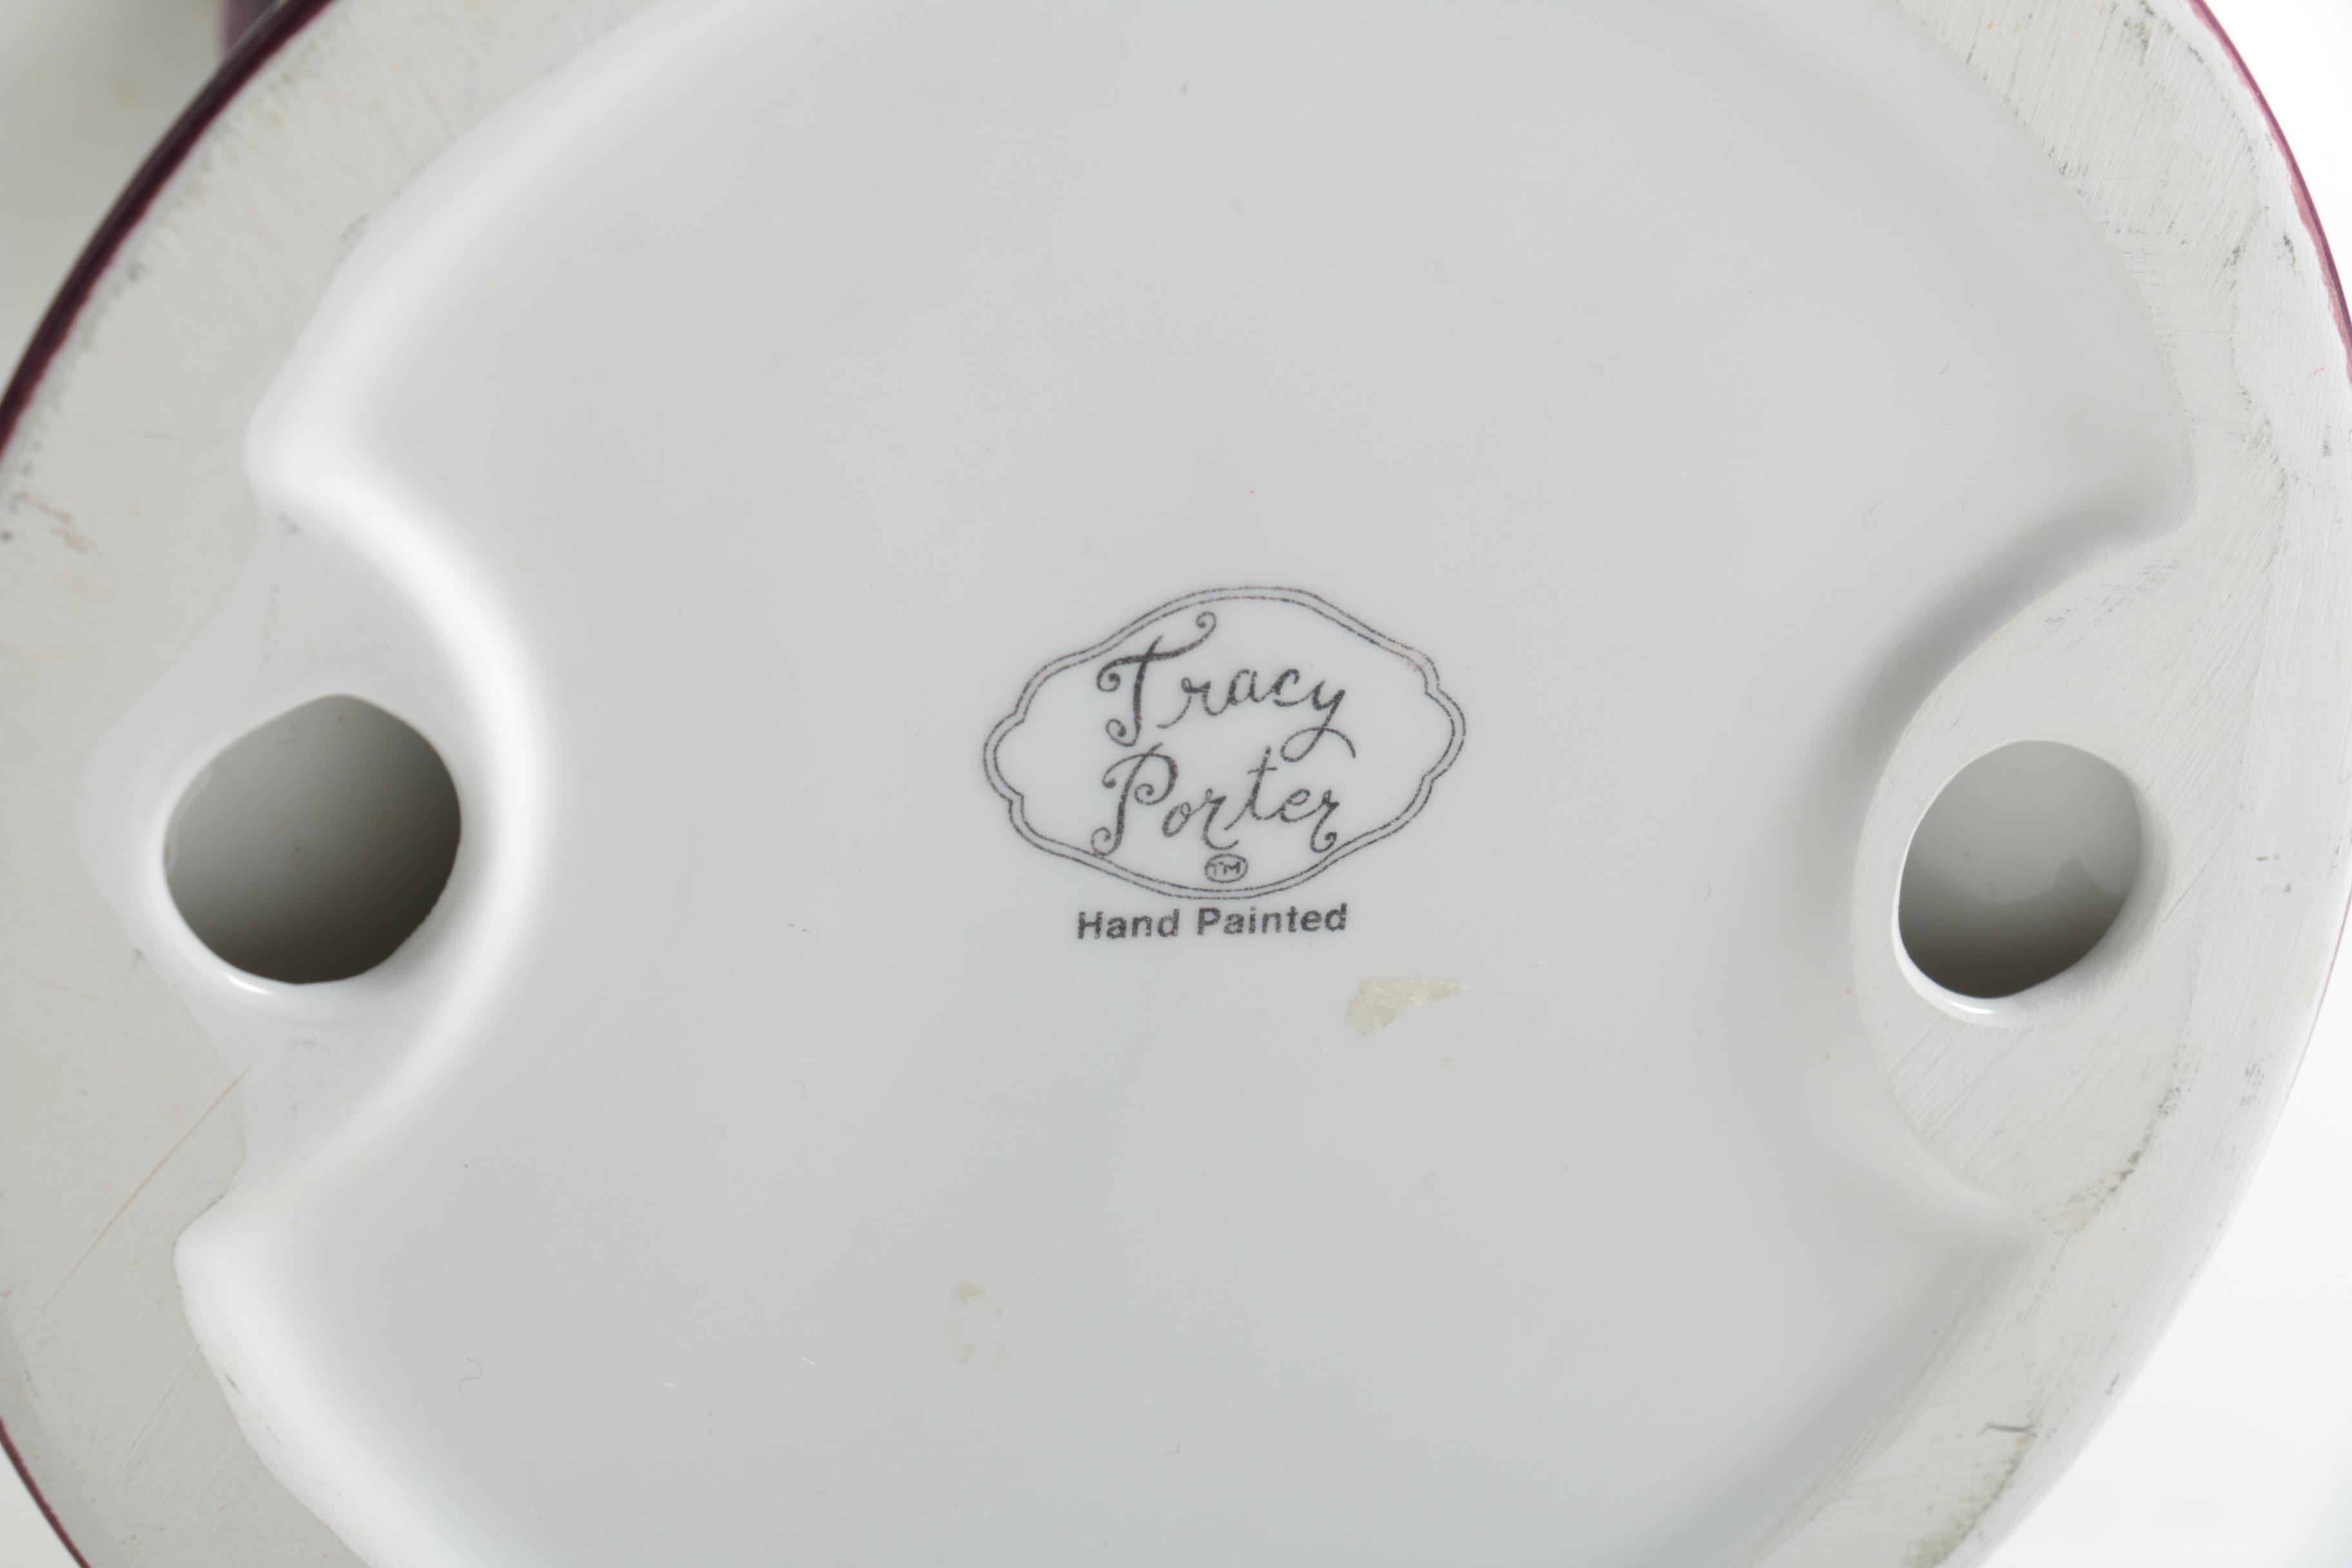 Tracy
Porter
TM
Hand Painted